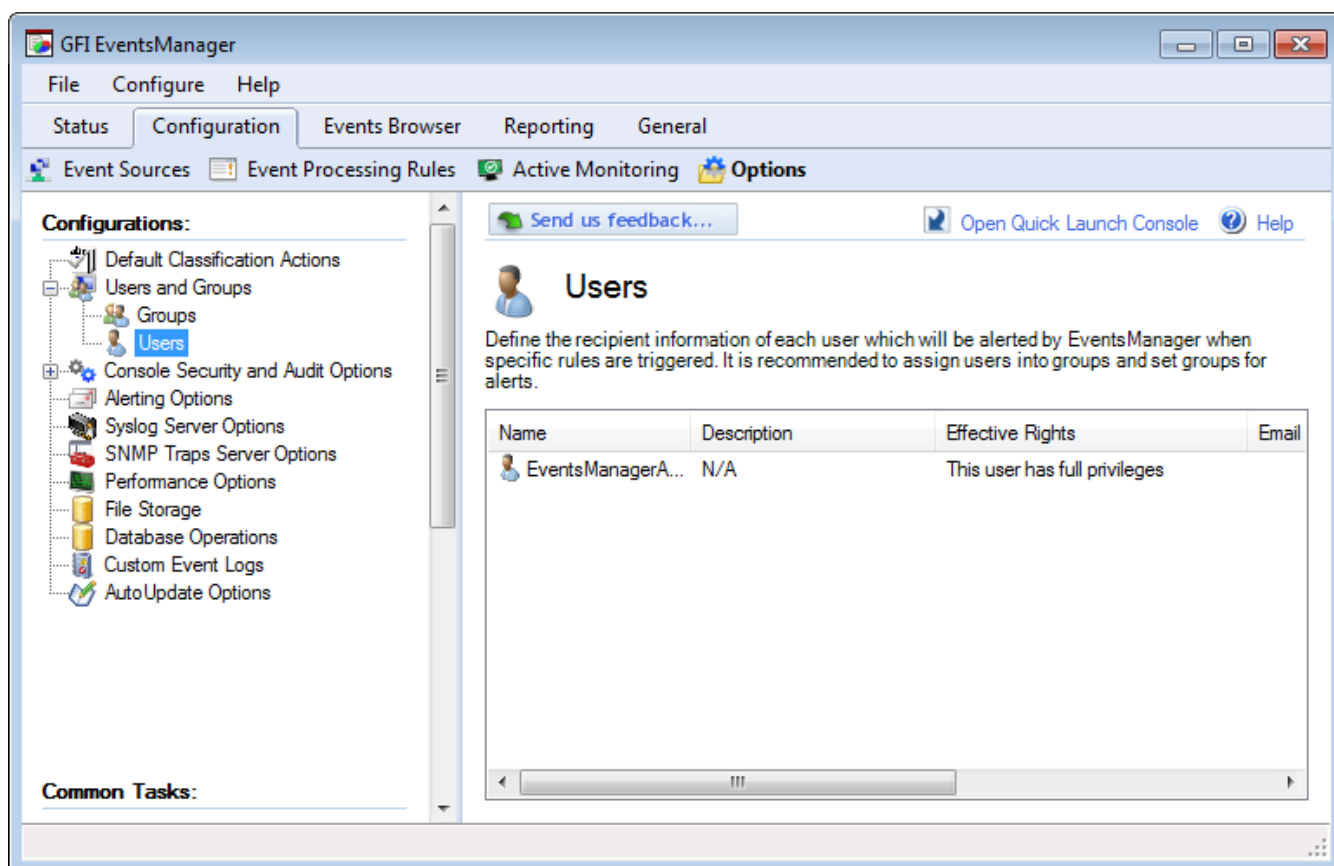 GFI EventsManager
File Configure Help
Status Configuration Events Browser Reporting General
Event Sources Event Processing Rules Active Monitoring Options
Configurations:
Default Classification Actions
Users and Groups
Groups
Users
Console Security and Audit Options
Alerting Options
Syslog Server Options
SNMP Traps Server Options
Performance Options
File Storage
Database Operations
Custom Event Logs
AutoUpdate Options
Common Tasks:
Send us feedback... Open Quick Launch Console Help
Users
Define the recipient information of each user which will be alerted by EventsManager when
specific rules are triggered. It is recommended to assign users into groups and set groups for
alerts.
Name Description Effective Rights Email
EventsManagerA... N/A This user has full privileges